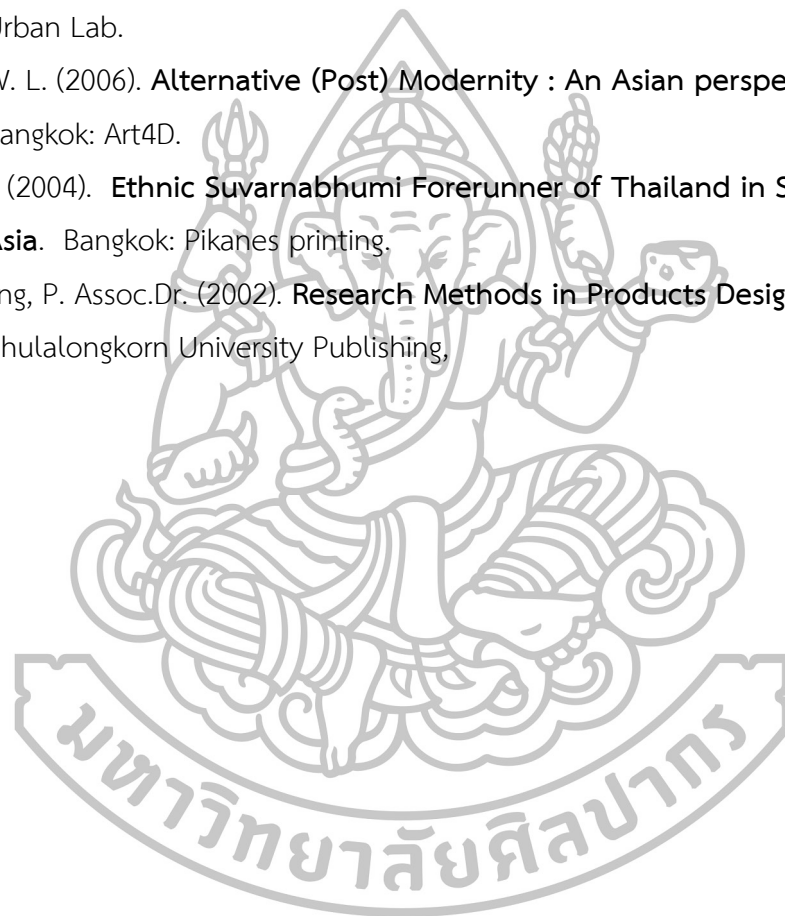 Urban Lab.
W. L. (2006). Alternative (Post) Modernity : An Asian perspe
Bangkok: Art4D.
(2004). Ethnic Suvarnabhumi Forerunner of Thailand in S
Asia. Bangkok: Pikanes printing.
ng, P. Assoc.Dr. (2002). Research Methods in Products Desig
hulalongkorn University Publishing,
มหาวิทยาลัยศิลปากร